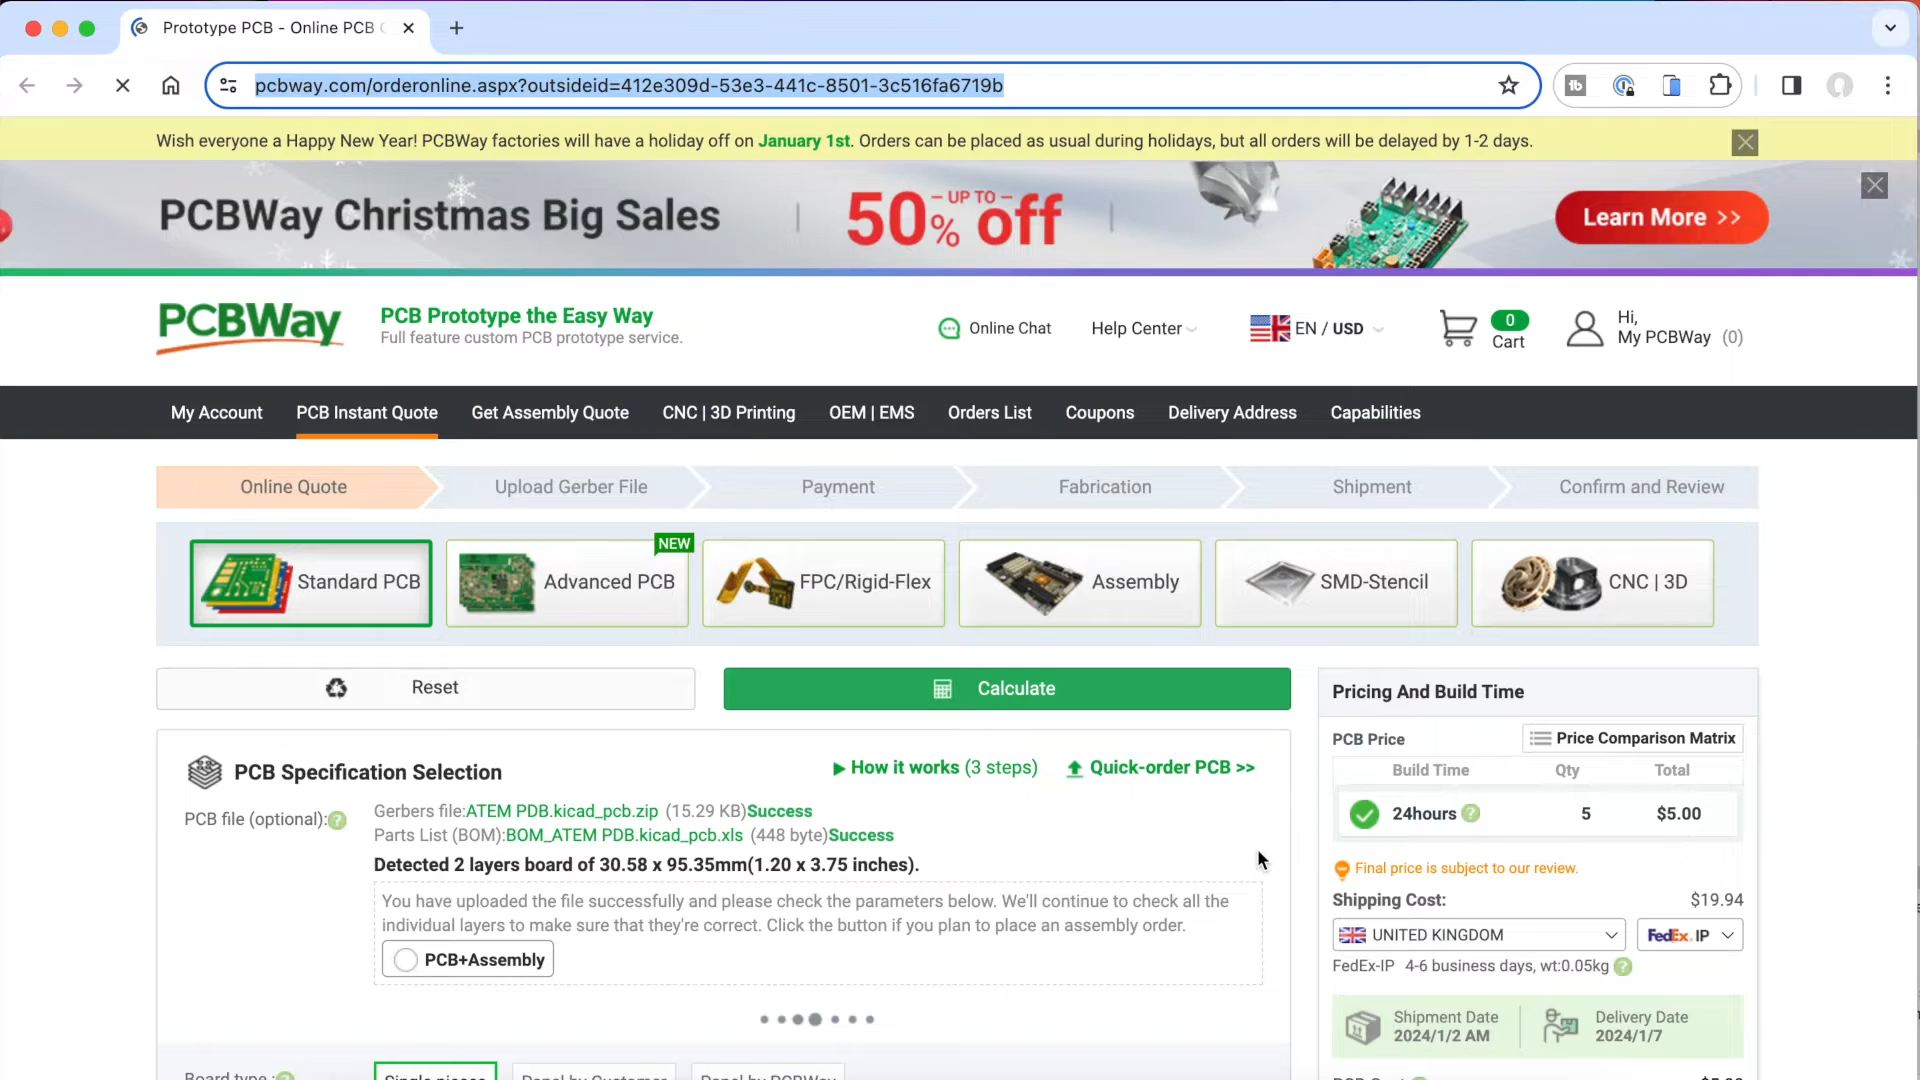 Prototype PCB - Online PCB
pcbway.com/orderonline.aspx?outsideid=412e309d-53e3-441c-8501-3c516fa6719b
Wish everyone a Happy New Year! PCBWay factories will have a holiday off on January 1st. Orders can be placed as usual during holidays, but all orders will be delayed by 1-2 days.
PCBWay Christmas Big Sales
- UP TO -
50% off
Learn More >>
PCBWay
PCB Prototype the Easy Way
Full feature custom PCB prototype service.
Online Chat
Help Center
EN / USD
0
Cart
Hi,
My PCBWay (0)
My Account PCB Instant Quote Get Assembly Quote CNC | 3D Printing OEM | EMS Orders List Coupons Delivery Address Capabilities
Online Quote Upload Gerber File Payment Fabrication Shipment Confirm and Review
NEW
Standard PCB Advanced PCB FPC/Rigid-Flex Assembly SMD-Stencil CNC | 3D
Reset
Calculate
PCB Specification Selection
How it works (3 steps)
Quick-order PCB >>
PCB file (optional):?
Gerbers file:ATEM PDB.kicad_pcb.zip (15.29 KB)Success
Parts List (BOM):BOM_ATEM PDB.kicad_pcb.xls (448 byte)Success
Detected 2 layers board of 30.58 x 95.35mm(1.20 x 3.75 inches).
You have uploaded the file successfully and please check the parameters below. We'll continue to check all the
individual layers to make sure that they're correct. Click the button if you plan to place an assembly order.
PCB+Assembly
Board type :?
Single pieces Panel by Customer Panel by PCBWay
Pricing And Build Time
PCB Price
Price Comparison Matrix
Build Time Qty Total
24hours ? 5 $5.00
Final price is subject to our review.
Shipping Cost: $19.94
UNITED KINGDOM
FedEx IP
FedEx-IP 4-6 business days, wt:0.05kg ?
Shipment Date
2024/1/2 AM
Delivery Date
2024/1/7